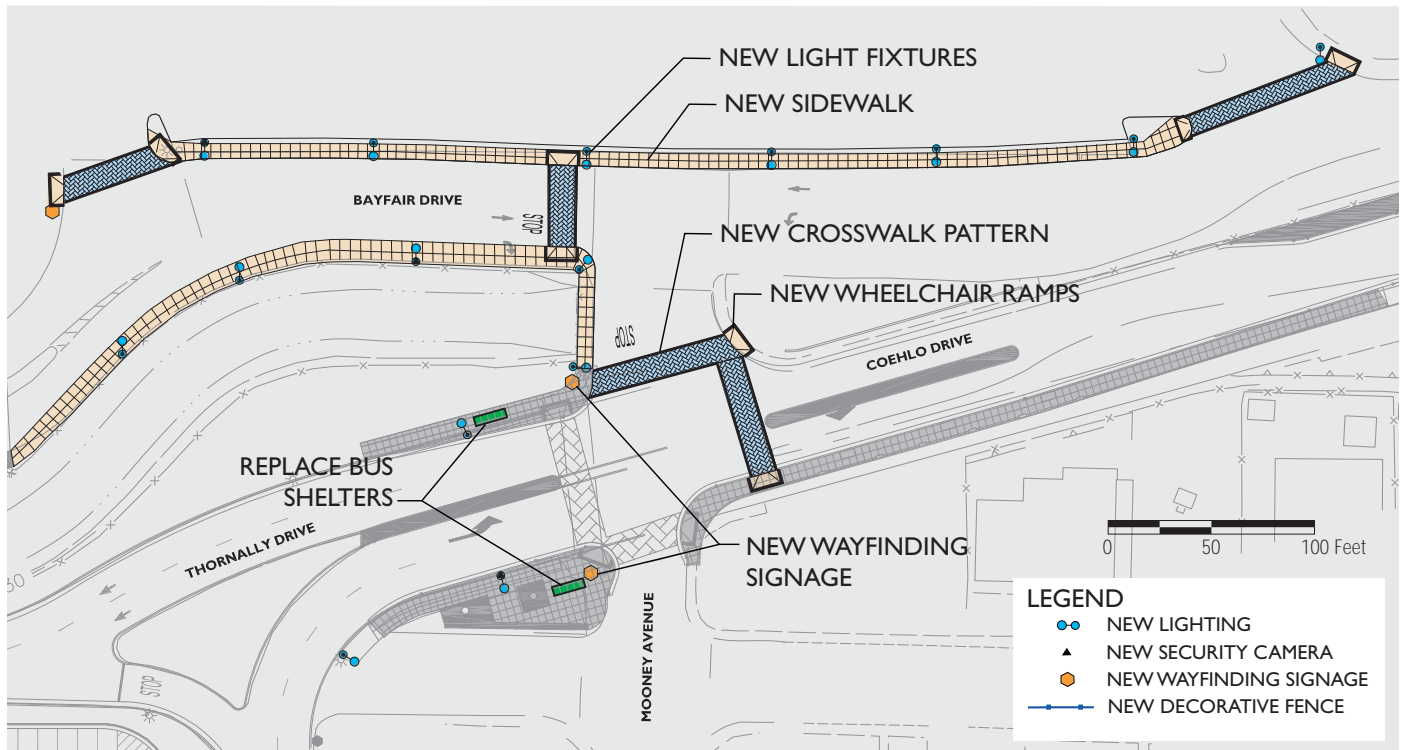 NEW LIGHT FIXTURES
NEW SIDEWALK
BAYFAIR DRIVE
STOP
NEW CROSSWALK PATTERN
NEW WHEELCHAIR RAMPS
STOP
COEHLO DRIVE
REPLACE BUS
SHELTERS
THORNALLY DRIVE
NEW WAYFINDING
SIGNAGE
0 50 100 Feet
30
MOONEY AVENUE
STOP
LEGEND
NEW LIGHTING
NEW SECURITY CAMERA
NEW WAYFINDING SIGNAGE
NEW DECORATIVE FENCE